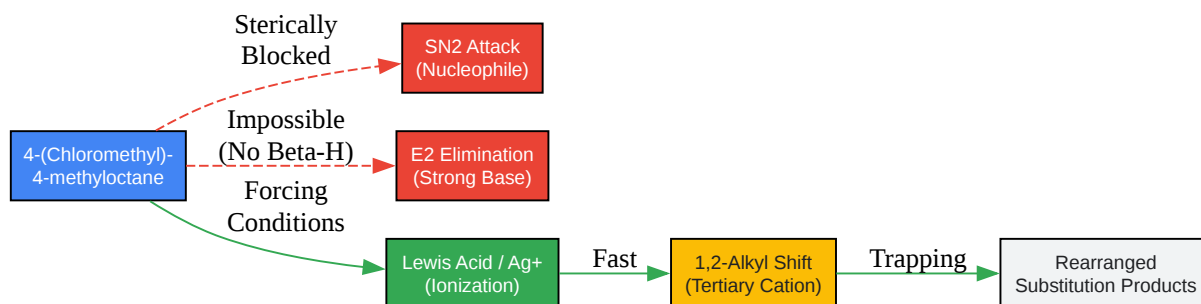 Sterically
Blocked
SN2 Attack
(Nucleophile)
4-(Chloromethyl)-
4-methyloctane
Impossible
(No Beta-H)
E2 Elimination
(Strong Base)
Forcing
Conditions
Lewis Acid / Ag+
(Ionization)
Fast
1,2-Alkyl Shift
(Tertiary Cation)
Trapping
Rearranged
Substitution Products